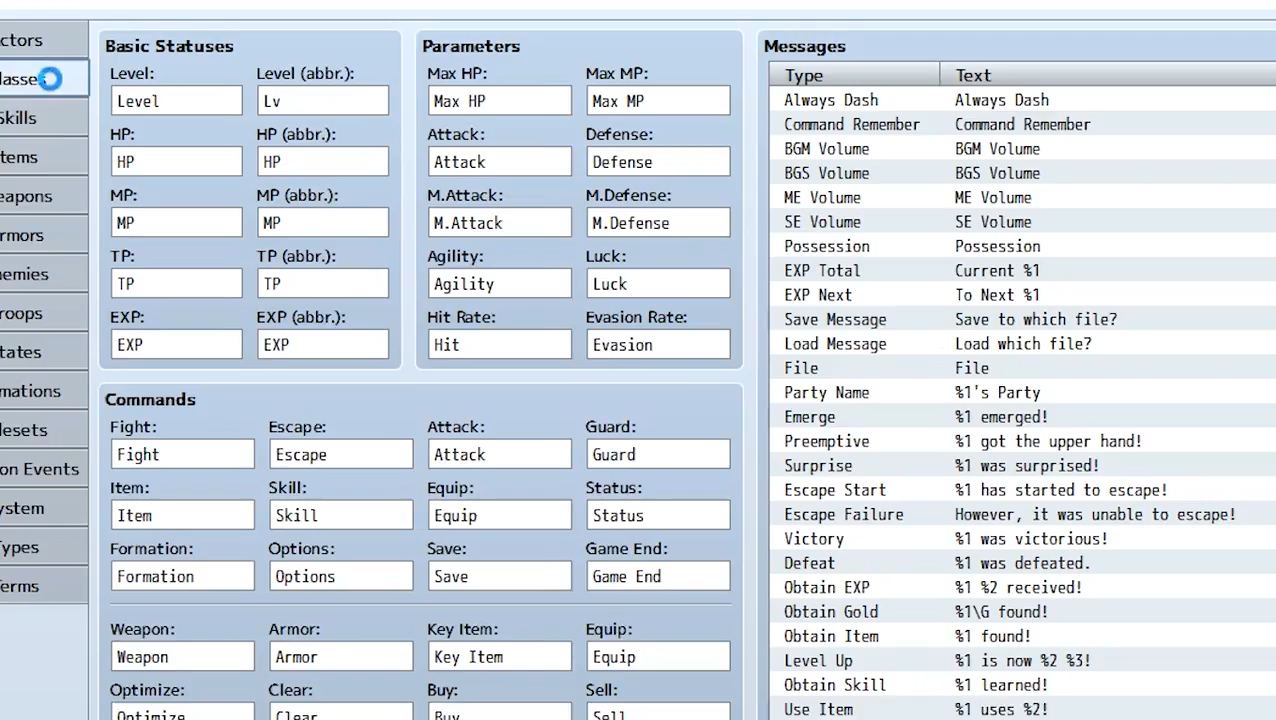 ctors
lasses
Skills
tems
eapons
rmors
nemies
roops
tates
mations
lesets
on Events
ystem
Types
Terms
Basic Statuses
Level: Level (abbr.):
Level Lv
HP: HP (abbr.):
HP HP
MP: MP (abbr.):
MP MP
TP: TP (abbr.):
TP TP
EXP: EXP (abbr.):
EXP EXP
Parameters
Max HP: Max MP:
Max HP Max MP
Attack: Defense:
Attack Defense
M.Attack: M.Defense:
M.Attack M.Defense
Agility: Luck:
Agility Luck
Hit Rate: Evasion Rate:
Hit Evasion
Commands
Fight: Escape: Attack: Guard:
Fight Escape Attack Guard
Item: Skill: Equip: Status:
Item Skill Equip Status
Formation: Options: Save: Game End:
Formation Options Save Game End
Weapon: Armor: Key Item: Equip:
Weapon Armor Key Item Equip
Optimize: Clear: Buy: Sell:
Optimize Clear Buy Sell
Messages
Type Text
Always Dash Always Dash
Command Remember Command Remember
BGM Volume BGM Volume
BGS Volume BGS Volume
ME Volume ME Volume
SE Volume SE Volume
Possession Possession
EXP Total Current %1
EXP Next To Next %1
Save Message Save to which file?
Load Message Load which file?
File File
Party Name %1's Party
Emerge %1 emerged!
Preemptive %1 got the upper hand!
Surprise %1 was surprised!
Escape Start %1 has started to escape!
Escape Failure However, it was unable to escape!
Victory %1 was victorious!
Defeat %1 was defeated.
Obtain EXP %1 %2 received!
Obtain Gold %1\G found!
Obtain Item %1 found!
Level Up %1 is now %2 %3!
Obtain Skill %1 learned!
Use Item %1 uses %2!